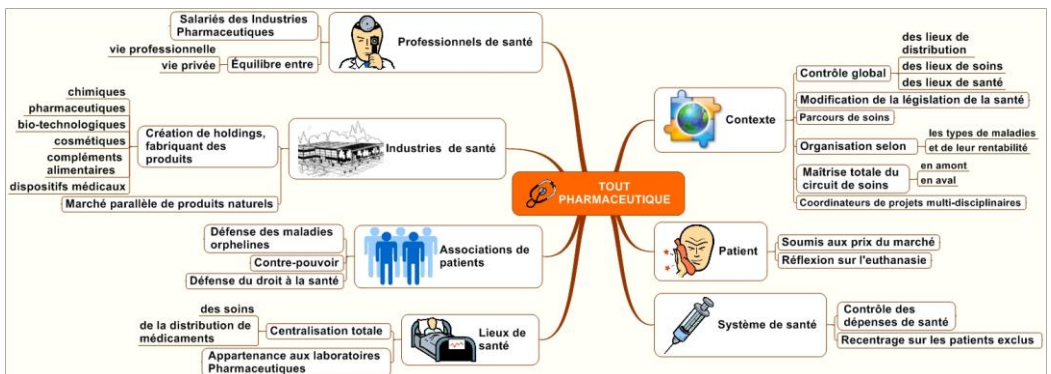 TOUT
PHARMACEUTIQUE
Contexte
Contrôle global
des lieux de
distribution
des lieux de soins
des lieux de santé
Modification de la législation de la santé
Parcours de soins
Organisation selon
les types de maladies
et de leur rentabilité
Maîtrise totale du
circuit de soins
en amont
en aval
Coordinateurs de projets multi-disciplinaires
Patient
Soumis aux prix du marché
Réflexion sur l'euthanasie
Système de santé
Contrôle des
dépenses de santé
Recentrage sur les patients exclus
Professionnels de santé
Salariés des Industries
Pharmaceutiques
Équilibre entre
vie professionnelle
vie privée
Industries de santé
Création de holdings,
fabriquant des
produits
chimiques
pharmaceutiques
bio-technologiques
cosmétiques
compléments
alimentaires
dispositifs médicaux
Marché parallèle de produits naturels
Associations de
patients
Défense des maladies
orphelines
Contre-pouvoir
Défense du droit à la santé
Lieux de
santé
Centralisation totale
des soins
de la distribution de
médicaments
Appartenance aux laboratoires
Pharmaceutiques